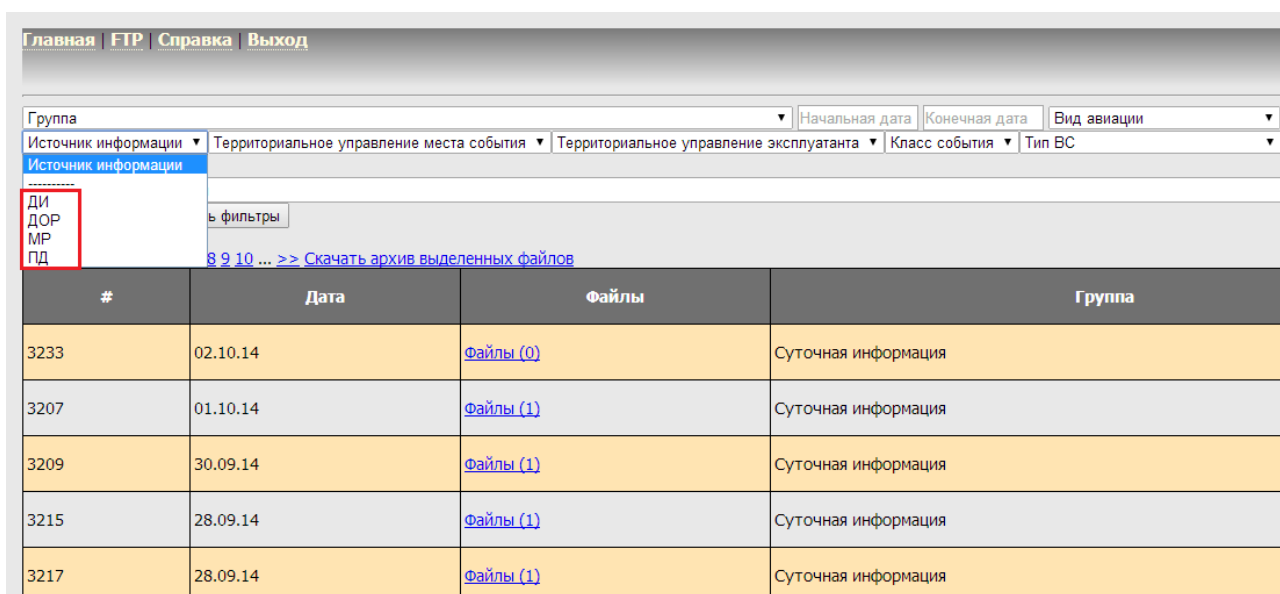 Главная | FTP | Справка | Выход
Группа Начальная дата Конечная дата Вид авиации
Источник информации Территориальное управление места события Территориальное управление эксплуатанта Класс события Тип ВС
Источник информации
----------
ДИ
ДОР
МР
ПД
ь фильтры
8 9 10 ... >> Скачать архив выделенных файлов
# Дата Файлы Группа
3233 02.10.14 Файлы (0) Суточная информация
3207 01.10.14 Файлы (1) Суточная информация
3209 30.09.14 Файлы (1) Суточная информация
3215 28.09.14 Файлы (1) Суточная информация
3217 28.09.14 Файлы (1) Суточная информация